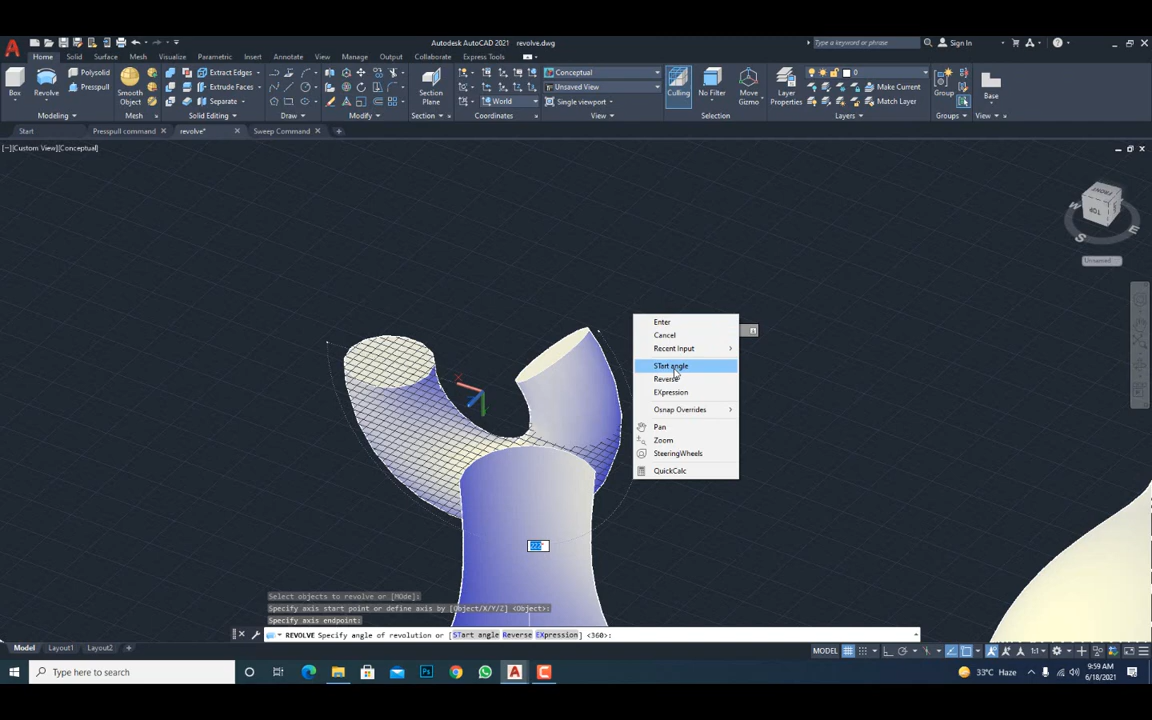 Autodesk AutoCAD 2021 revolve.dwg
Type a keyword or phrase
Sign In
Home Solid Surface Mesh Visualize Parametric Insert Annotate View Manage Output Collaborate Express Tools
Box
Revolve
Polysolid
Presspull
Smooth Object
Extrude Edges
Extrude Faces
Separate
Section Plane
World
Conceptual
Unsaved View
Single viewport
Culling
No Filter
Move Gizmo
Layer Properties
0
Make Current
Match Layer
Group
Base
Modeling Mesh Solid Editing Draw Modify Section Coordinates View Selection Layers Groups View
Start Presspull command revolve* Sweep Command
[−][Custom View][Conceptual]
FRONT
TOP
W
S
E
Unnamed
Enter
Cancel
Recent Input
STart angle
Reverse
EXpression
Osnap Overrides
Pan
Zoom
SteeringWheels
QuickCalc
Select objects to revolve or [MOde]:
Specify axis start point or define axis by [Object/X/Y/Z] <Object>:
Specify axis endpoint:
REVOLVE Specify angle of revolution or [STart angle Reverse EXpression] <360>:
Model Layout1 Layout2
MODEL
1:1
Type here to search
33°C Haze
9:59 AM
6/18/2021